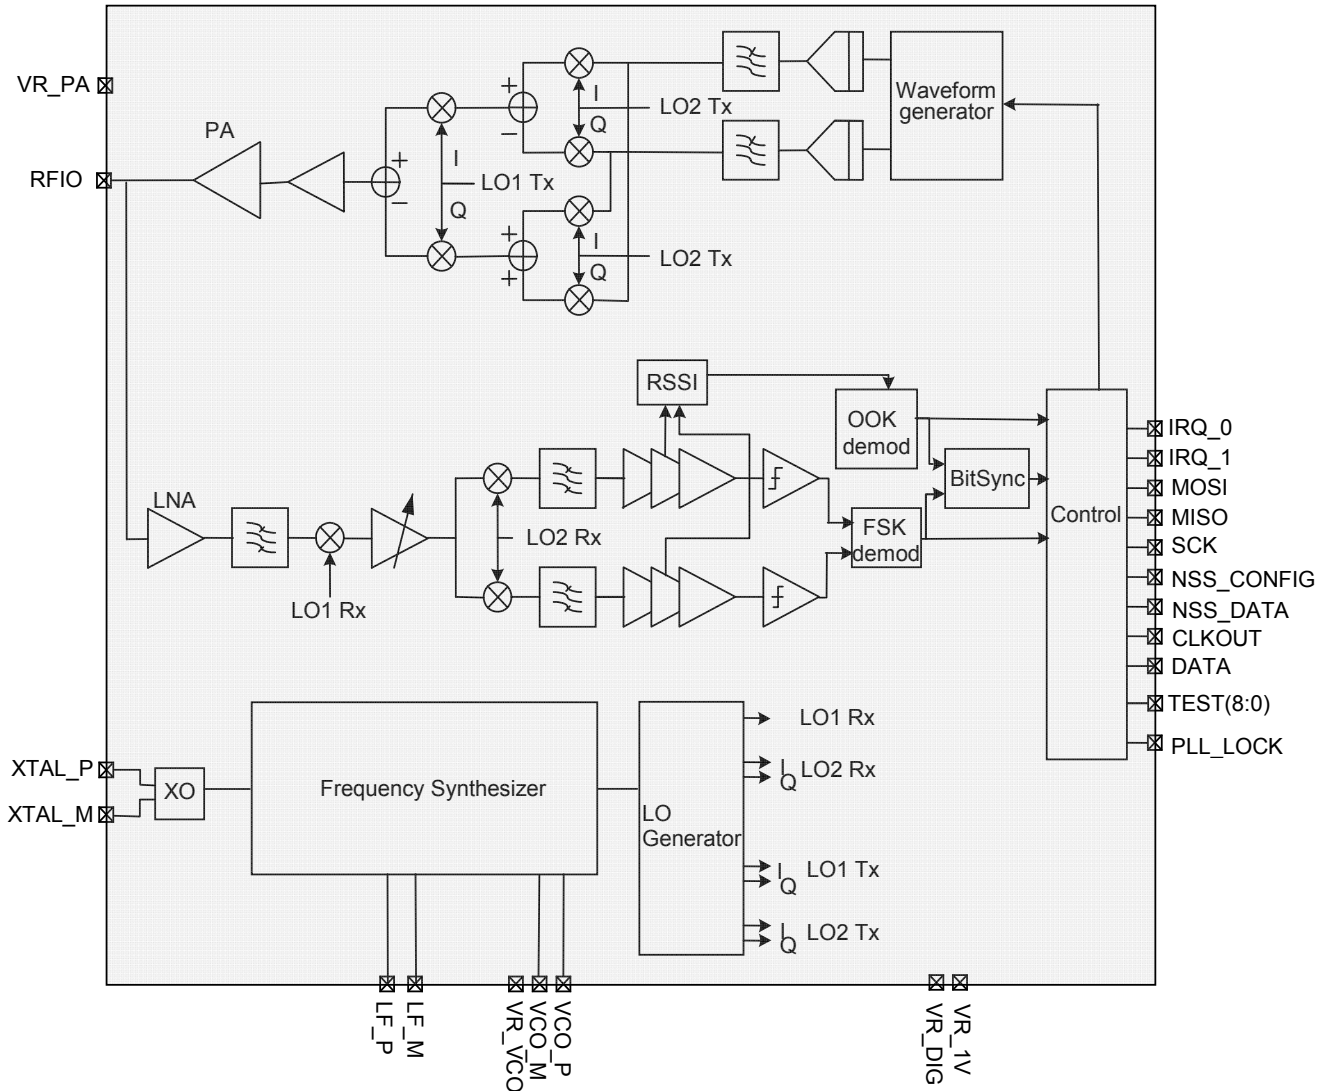 VR_PA
RFIO
PA
+
−
I
Q
LO1 Tx
+
−
I
Q
LO2 Tx
+
+
I
Q
LO2 Tx
Waveform
generator
RSSI
OOK
demod
BitSync
Control
LNA
LO1 Rx
LO2 Rx
FSK
demod
IRQ_0
IRQ_1
MOSI
MISO
SCK
NSS_CONFIG
NSS_DATA
CLKOUT
DATA
TEST(8:0)
PLL_LOCK
XTAL_P
XTAL_M
XO
Frequency Synthesizer
LO
Generator
LO1 Rx
I
Q
LO2 Rx
I
Q
LO1 Tx
I
Q
LO2 Tx
LF_P
LF_M
VR_VCO
VCO_M
VCO_P
VR_DIG
VR_1V